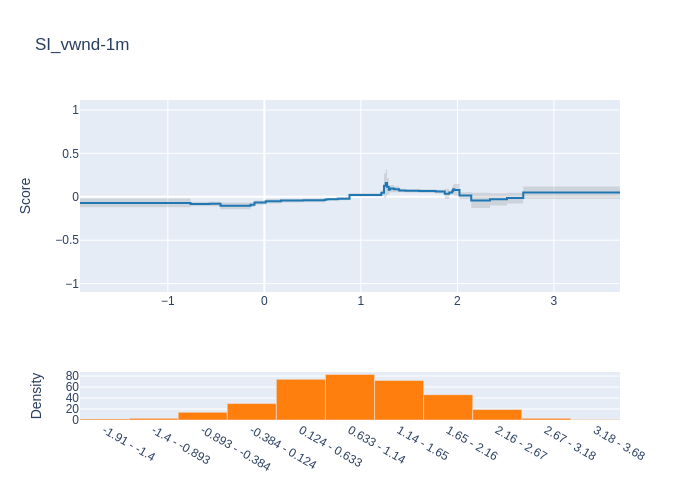 SI_vwnd-1m
1
0.5
0
−0.5
−1
Score
−1 0 1 2 3
80
60
40
20
0
Density
-1.91 - -1.4
-1.4 - -0.893
-0.893 - -0.384
-0.384 - 0.124
0.124 - 0.633
0.633 - 1.14
1.14 - 1.65
1.65 - 2.16
2.16 - 2.67
2.67 - 3.18
3.18 - 3.68